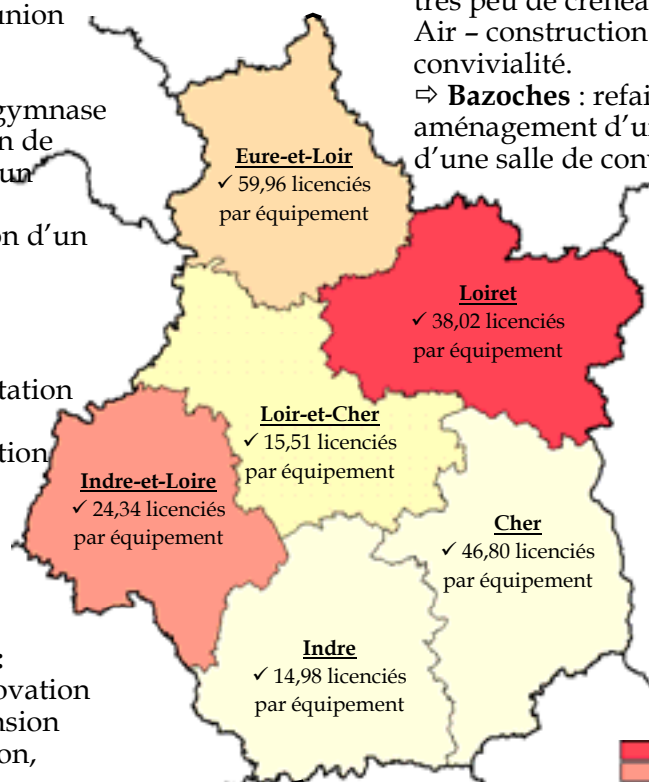 union
gymnase
n de
un
on d'un
tation
tion
:
ovation
nsion
on,
très peu de crénea
Air – construction
convivialité.
⇨ Bazoches : refai
aménagement d'u
d'une salle de con
Eure-et-Loir
✓ 59,96 licenciés
par équipement
Loiret
✓ 38,02 licenciés
par équipement
Loir-et-Cher
✓ 15,51 licenciés
par équipement
Indre-et-Loire
✓ 24,34 licenciés
par équipement
Cher
✓ 46,80 licenciés
par équipement
Indre
✓ 14,98 licenciés
par équipement